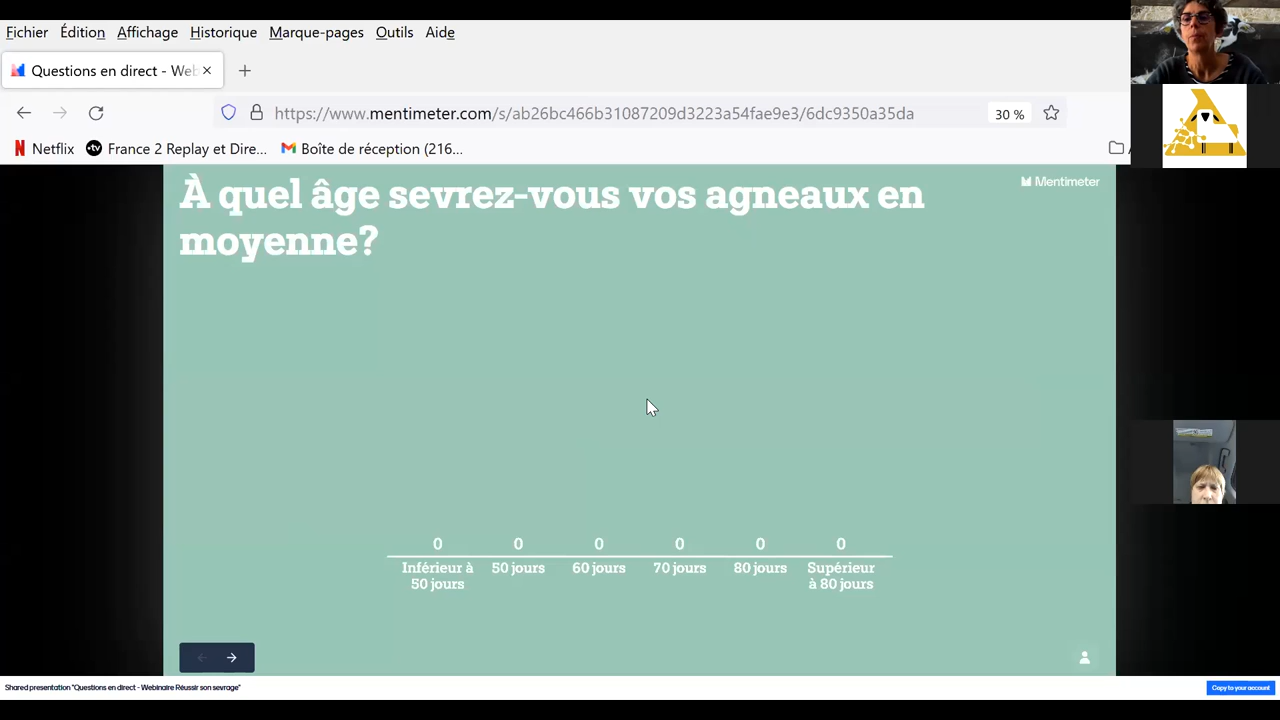 Fichier Édition Affichage Historique Marque-pages Outils Aide
Questions en direct - Web
https://www.mentimeter.com/s/ab26bc466b31087209d3223a54fae9e3/6dc9350a35da
30 %
Netflix France 2 Replay et Dire... Boîte de réception (216...
Mentimeter
À quel âge sevrez-vous vos agneaux en
moyenne?
0 0 0 0 0 0
Inférieur à 50 jours 60 jours 70 jours 80 jours Supérieur
50 jours à 80 jours
Shared presentation "Questions en direct - Webinaire Réussir son sevrage"
Copy to your account